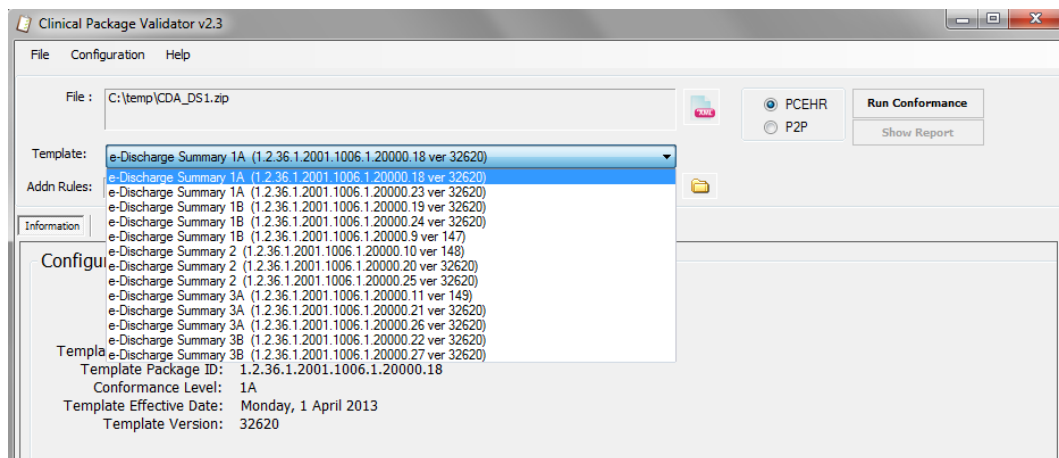 Clinical Package Validator v2.3
File Configuration Help
File : C:\temp\CDA_DS1.zip
XML
PCEHR
Run Conformance
P2P
Show Report
Template: e-Discharge Summary 1A (1.2.36.1.2001.1006.1.20000.18 ver 32620)
Addn Rules:
e-Discharge Summary 1A (1.2.36.1.2001.1006.1.20000.18 ver 32620)
e-Discharge Summary 1A (1.2.36.1.2001.1006.1.20000.23 ver 32620)
e-Discharge Summary 1B (1.2.36.1.2001.1006.1.20000.19 ver 32620)
e-Discharge Summary 1B (1.2.36.1.2001.1006.1.20000.24 ver 32620)
e-Discharge Summary 1B (1.2.36.1.2001.1006.1.20000.9 ver 147)
e-Discharge Summary 2 (1.2.36.1.2001.1006.1.20000.10 ver 148)
e-Discharge Summary 2 (1.2.36.1.2001.1006.1.20000.20 ver 32620)
e-Discharge Summary 2 (1.2.36.1.2001.1006.1.20000.25 ver 32620)
e-Discharge Summary 3A (1.2.36.1.2001.1006.1.20000.11 ver 149)
e-Discharge Summary 3A (1.2.36.1.2001.1006.1.20000.21 ver 32620)
e-Discharge Summary 3A (1.2.36.1.2001.1006.1.20000.26 ver 32620)
e-Discharge Summary 3B (1.2.36.1.2001.1006.1.20000.22 ver 32620)
e-Discharge Summary 3B (1.2.36.1.2001.1006.1.20000.27 ver 32620)
Information
Configu
Templa
Template Package ID: 1.2.36.1.2001.1006.1.20000.18
Conformance Level: 1A
Template Effective Date: Monday, 1 April 2013
Template Version: 32620